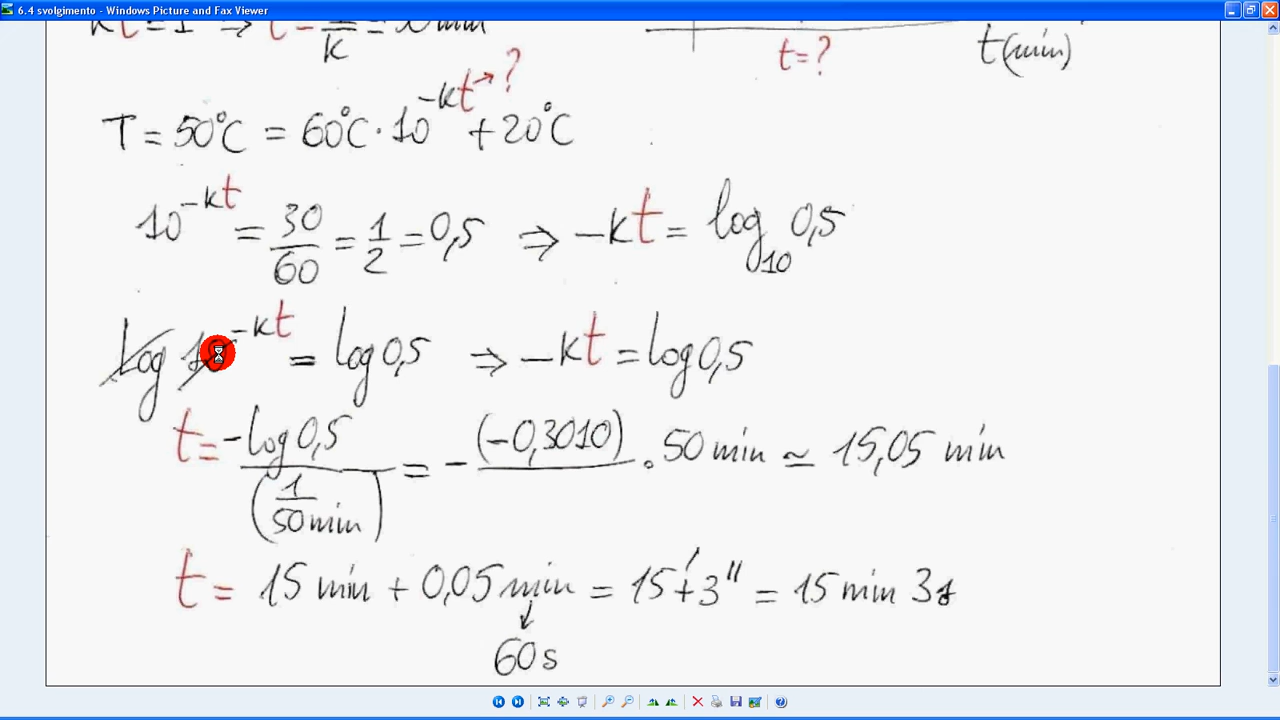 6.4 svolgimento - Windows Picture and Fax Viewer
t=? t(min)
T = 50°C = 60°C · 10^-kt → ? + 20°C
10^-kt = 30/60 = 1/2 = 0,5 ⇒ -kt = log₁₀ 0,5
log 10^-kt = log 0,5 ⇒ -kt = log 0,5
t = -log 0,5 / (1/50 min) = - (-0,3010) · 50 min ≃ 15,05 min
t = 15 min + 0,05 min = 15' + 3'' = 15 min 3s
60 s